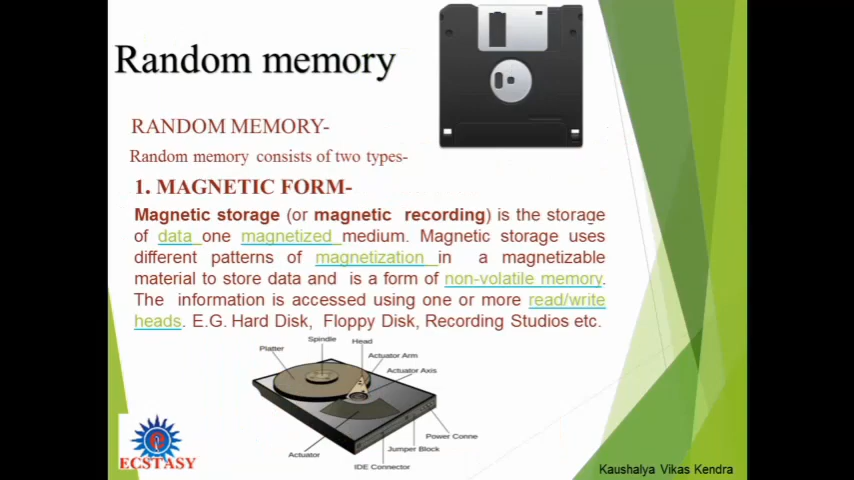 Random memory
RANDOM MEMORY-
Random memory consists of two types-
1. MAGNETIC FORM-
Magnetic storage (or magnetic recording) is the storage
of data one magnetized medium. Magnetic storage uses
different patterns of magnetization in a magnetizable
material to store data and is a form of non-volatile memory.
The information is accessed using one or more read/write
heads. E.G. Hard Disk, Floppy Disk, Recording Studios etc.
Spindle
Head
Platter
Actuator Arm
Actuator Axis
Power Conne
Jumper Block
Actuator
IDE Connector
ECSTASY
Kaushalya Vikas Kendra